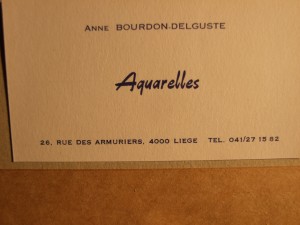 Anne BOURDON-DELGUSTE
Aquarelles
26, RUE DES ARMURIERS, 4000 LIEGE TEL. 041/27 15 82